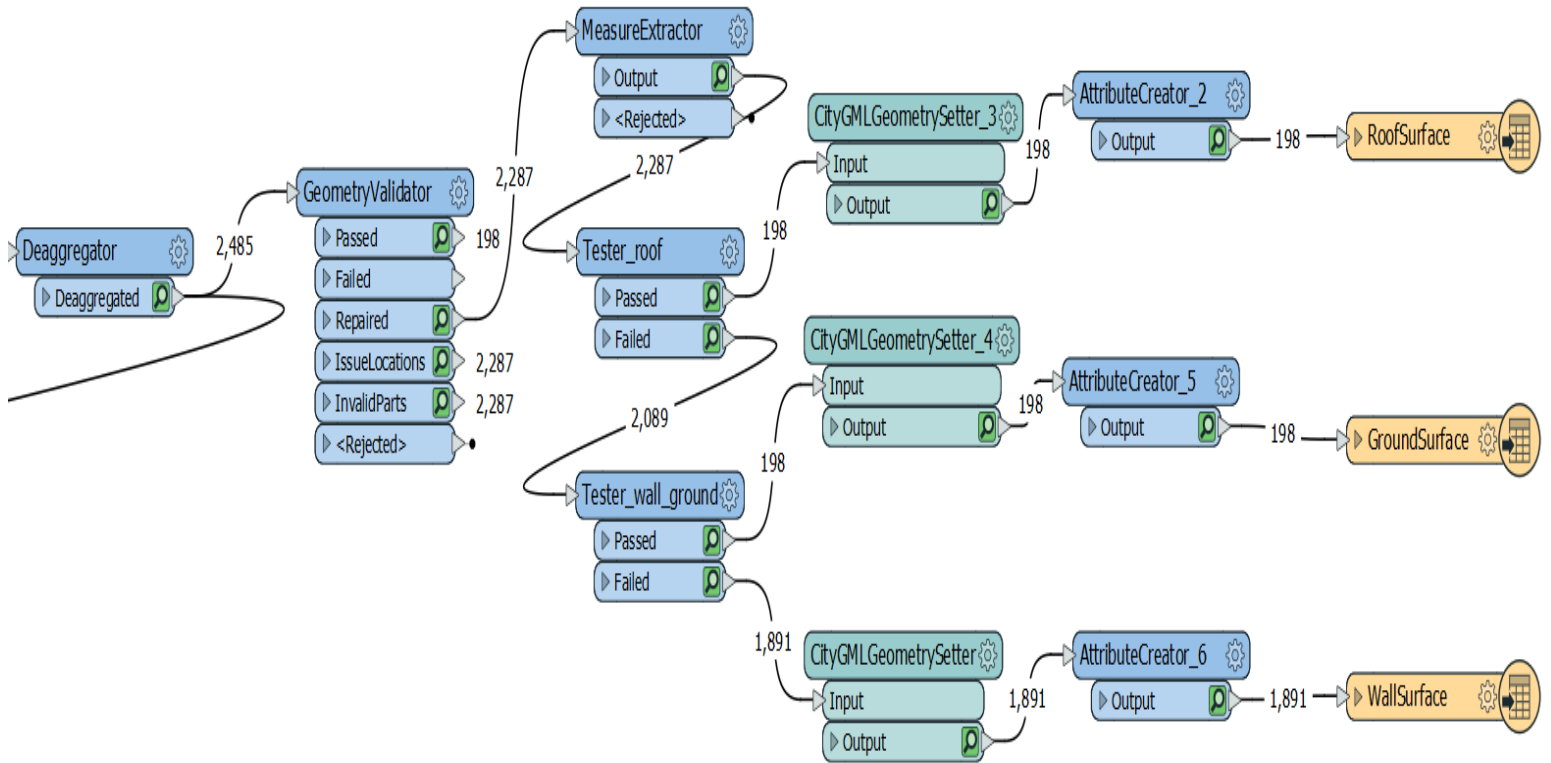 Deaggregator
Deaggregated
2,485
GeometryValidator
Passed
198
Failed
Repaired
2,287
IssueLocations
2,287
InvalidParts
2,287
<Rejected>
MeasureExtractor
Output
<Rejected>
2,287
Tester_roof
Passed
198
Failed
2,089
Tester_wall_ground
Passed
198
Failed
1,891
CityGMLGeometrySetter_3
Input
Output
198
AttributeCreator_2
Output
198
RoofSurface
CityGMLGeometrySetter_4
Input
Output
198
AttributeCreator_5
Output
198
GroundSurface
CityGMLGeometrySetter
Input
Output
1,891
AttributeCreator_6
Output
1,891
WallSurface